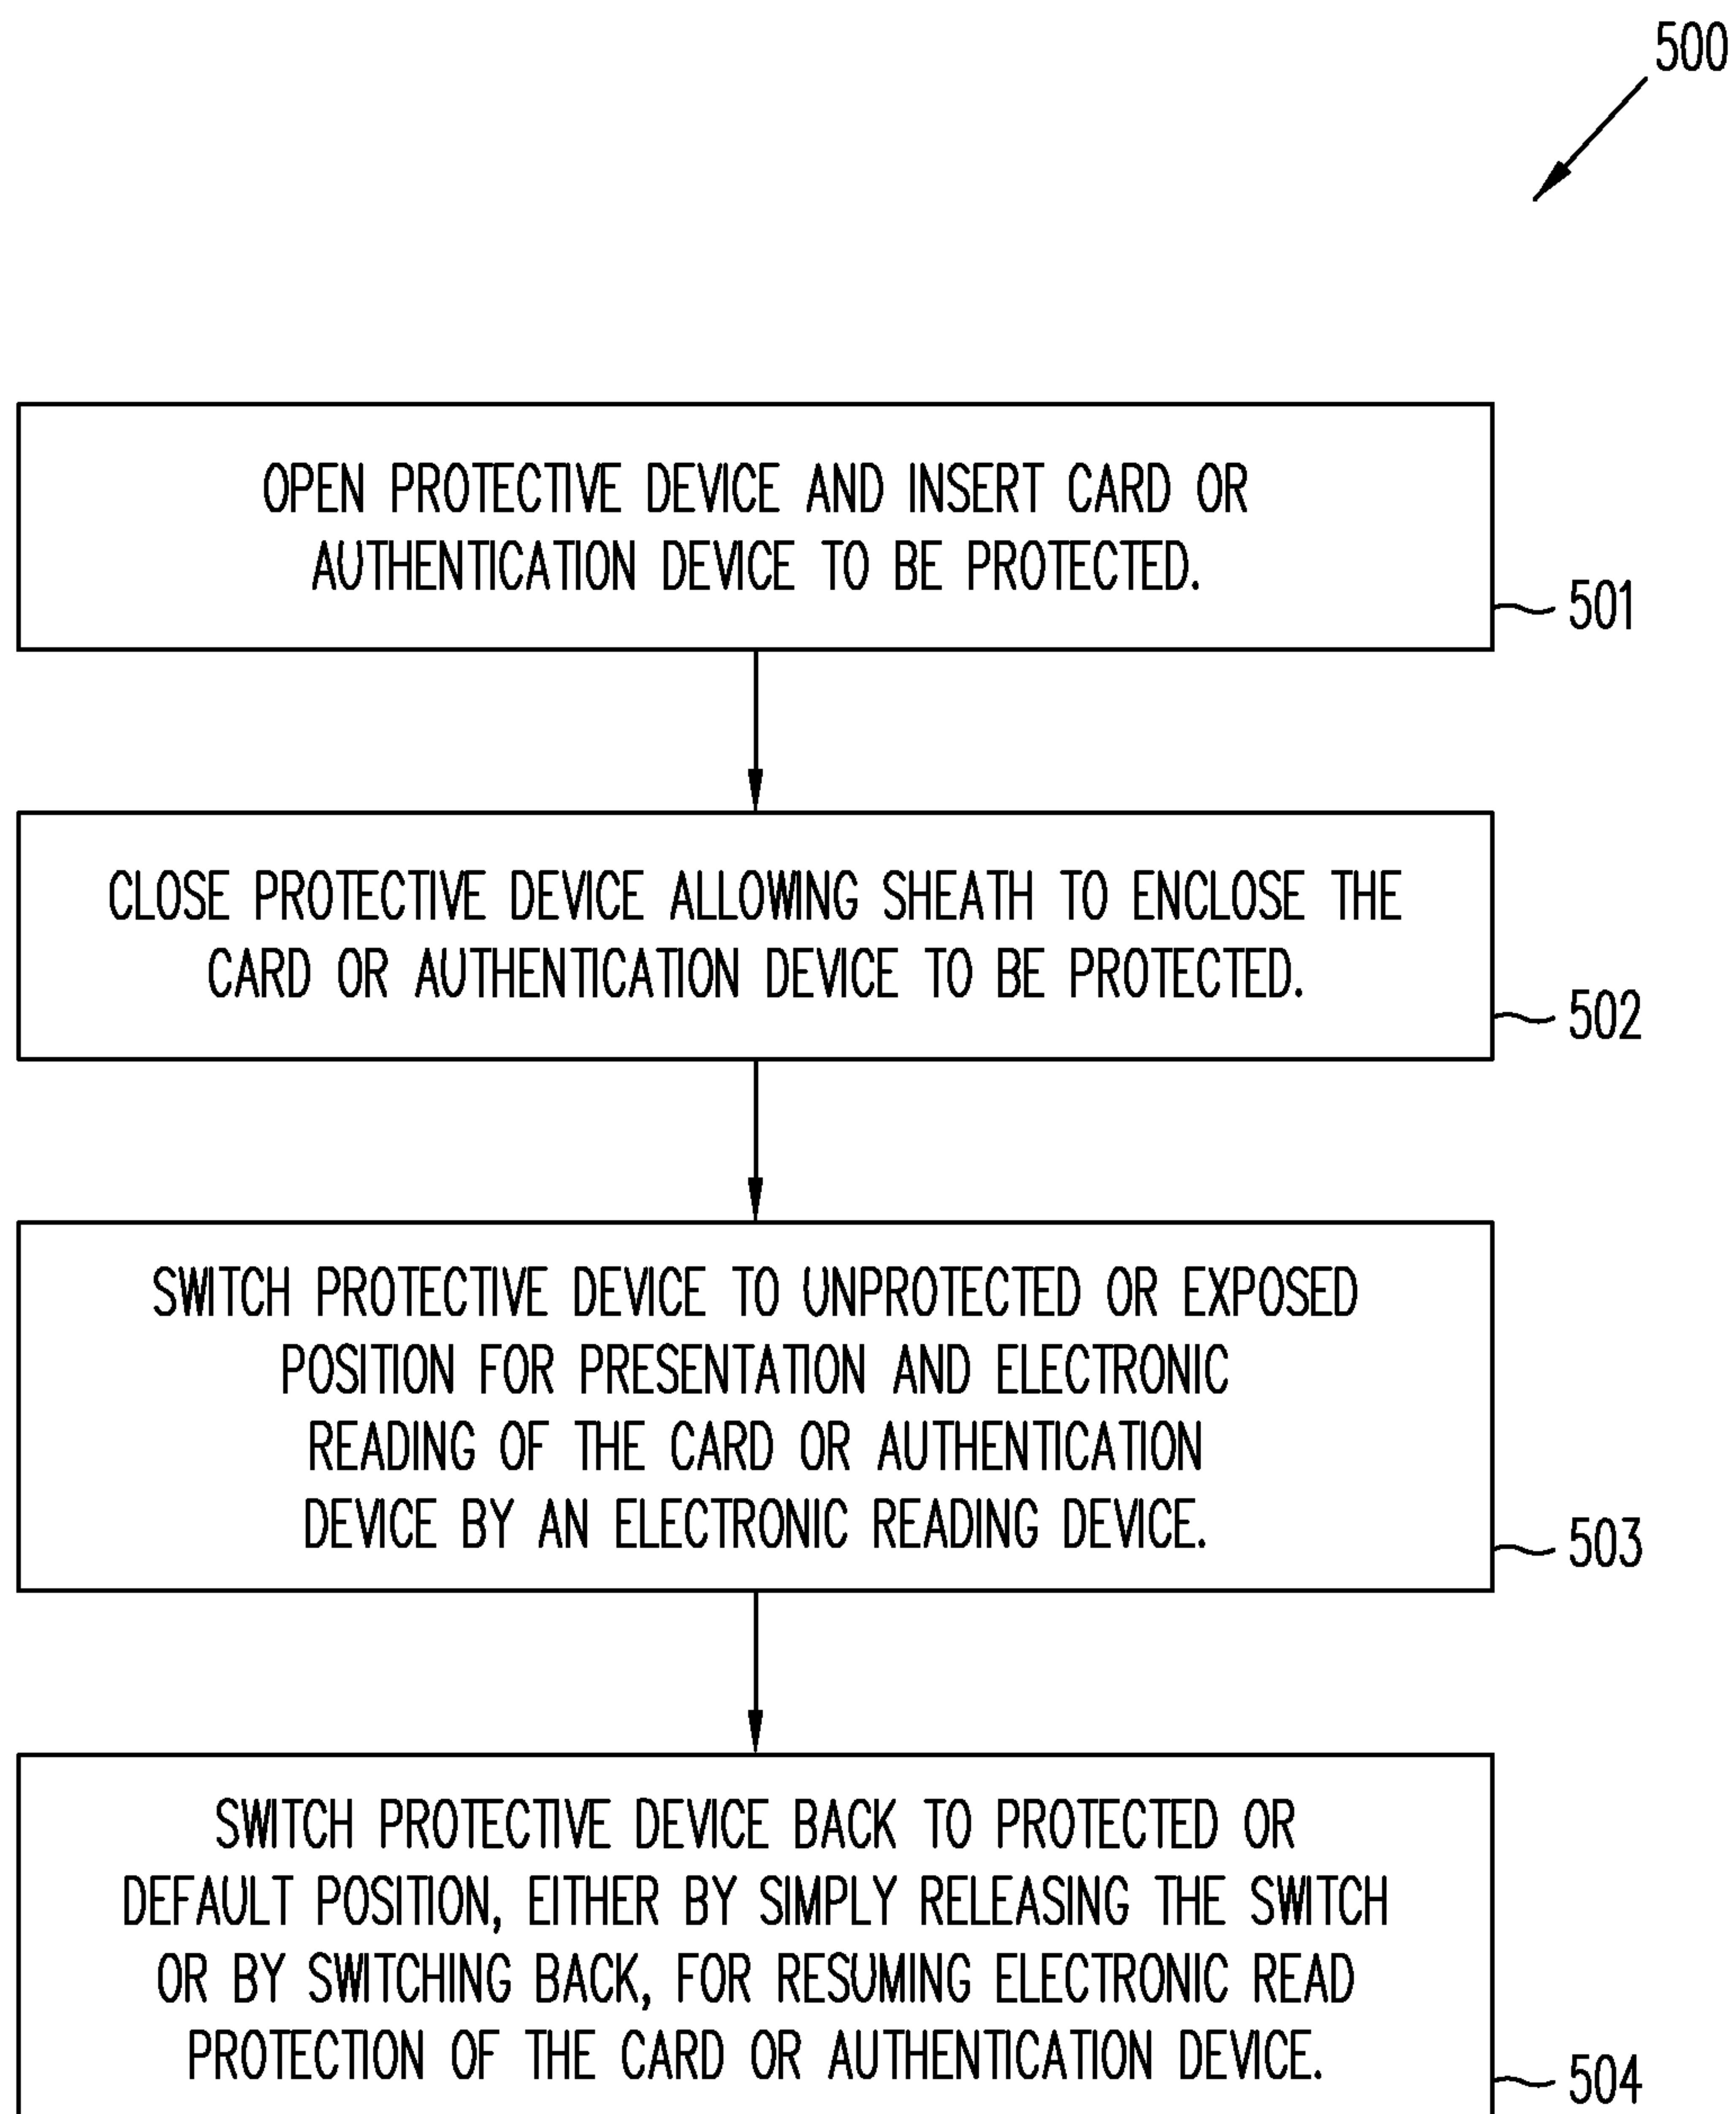 500
OPEN PROTECTIVE DEVICE AND INSERT CARD OR
AUTHENTICATION DEVICE TO BE PROTECTED.
501
CLOSE PROTECTIVE DEVICE ALLOWING SHEATH TO ENCLOSE THE
CARD OR AUTHENTICATION DEVICE TO BE PROTECTED.
502
SWITCH PROTECTIVE DEVICE TO UNPROTECTED OR EXPOSED
POSITION FOR PRESENTATION AND ELECTRONIC
READING OF THE CARD OR AUTHENTICATION
DEVICE BY AN ELECTRONIC READING DEVICE.
503
SWITCH PROTECTIVE DEVICE BACK TO PROTECTED OR
DEFAULT POSITION, EITHER BY SIMPLY RELEASING THE SWITCH
OR BY SWITCHING BACK, FOR RESUMING ELECTRONIC READ
PROTECTION OF THE CARD OR AUTHENTICATION DEVICE.
504